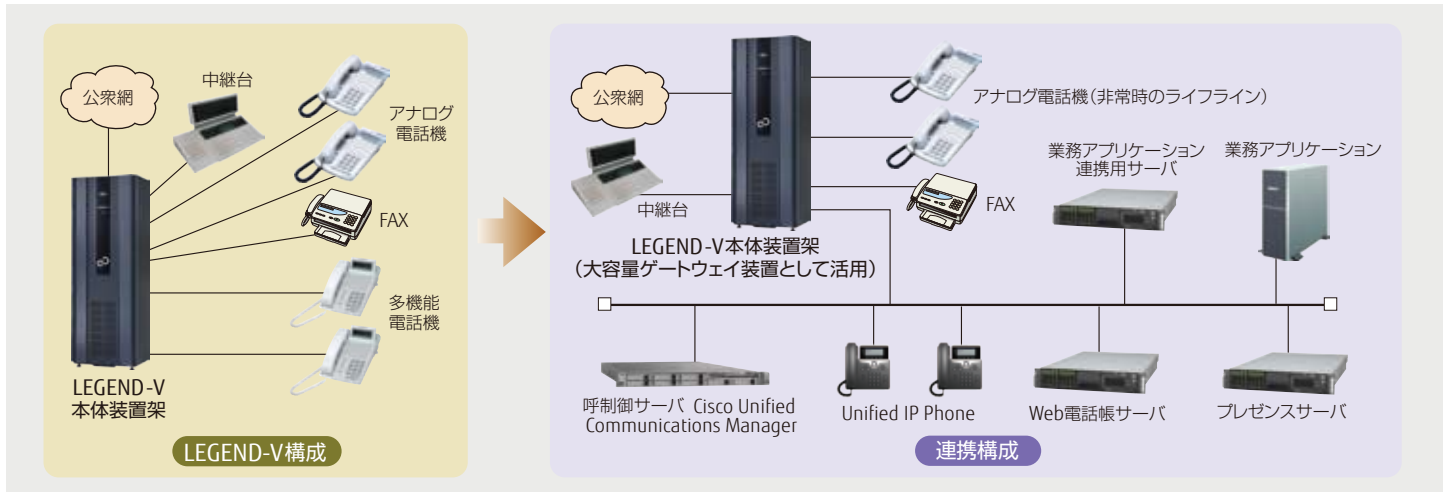 公衆網
中継台
アナログ
電話機
FAX
多機能
電話機
LEGEND-V
本体装置架
LEGEND-V構成
公衆網
中継台
アナログ電話機(非常時のライフライン)
FAX
LEGEND-V本体装置架
(大容量ゲートウェイ装置として活用)
業務アプリケーション
連携用サーバ
業務アプリケーション
呼制御サーバ Cisco Unified
Communications Manager
Unified IP Phone
Web電話帳サーバ
プレゼンスサーバ
連携構成